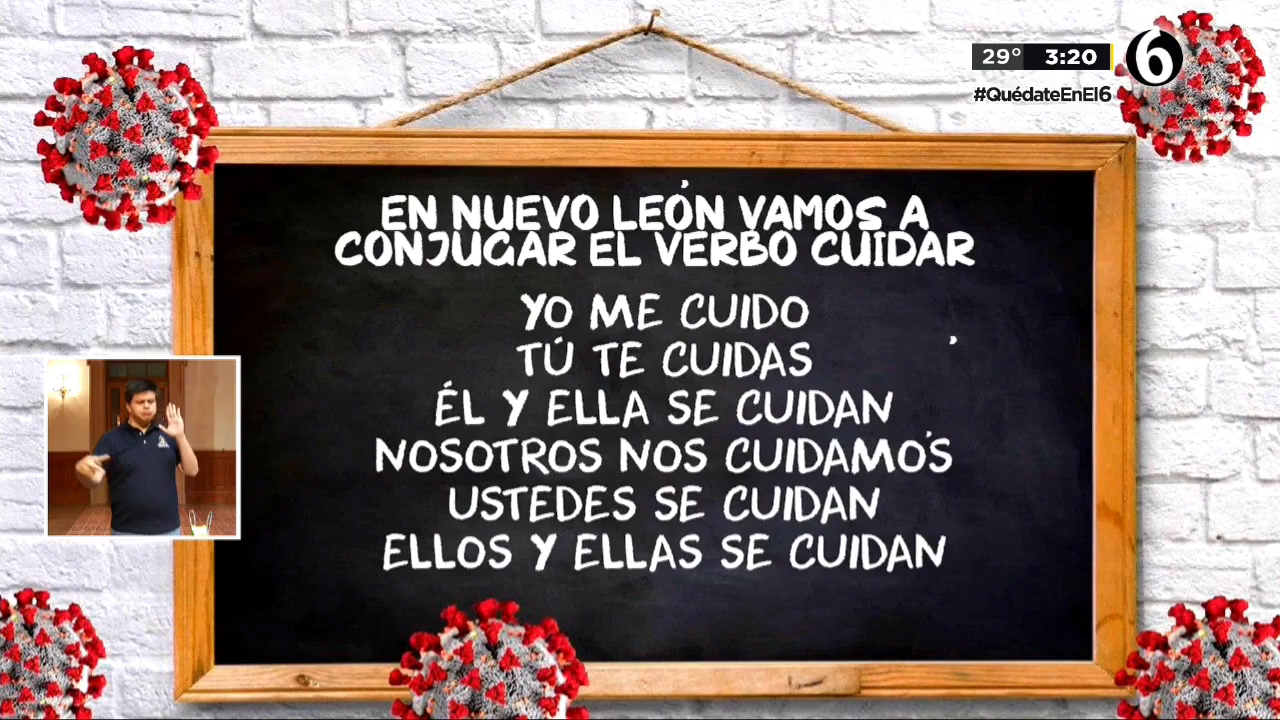 29° 3:20 6
#QuédateEnEl6
EN NUEVO LEÓN VAMOS A
CONJUGAR EL VERBO CUIDAR
YO ME CUIDO
TÚ TE CUIDAS
ÉL Y ELLA SE CUIDAN
NOSOTROS NOS CUIDAMOS
USTEDES SE CUIDAN
ELLOS Y ELLAS SE CUIDAN